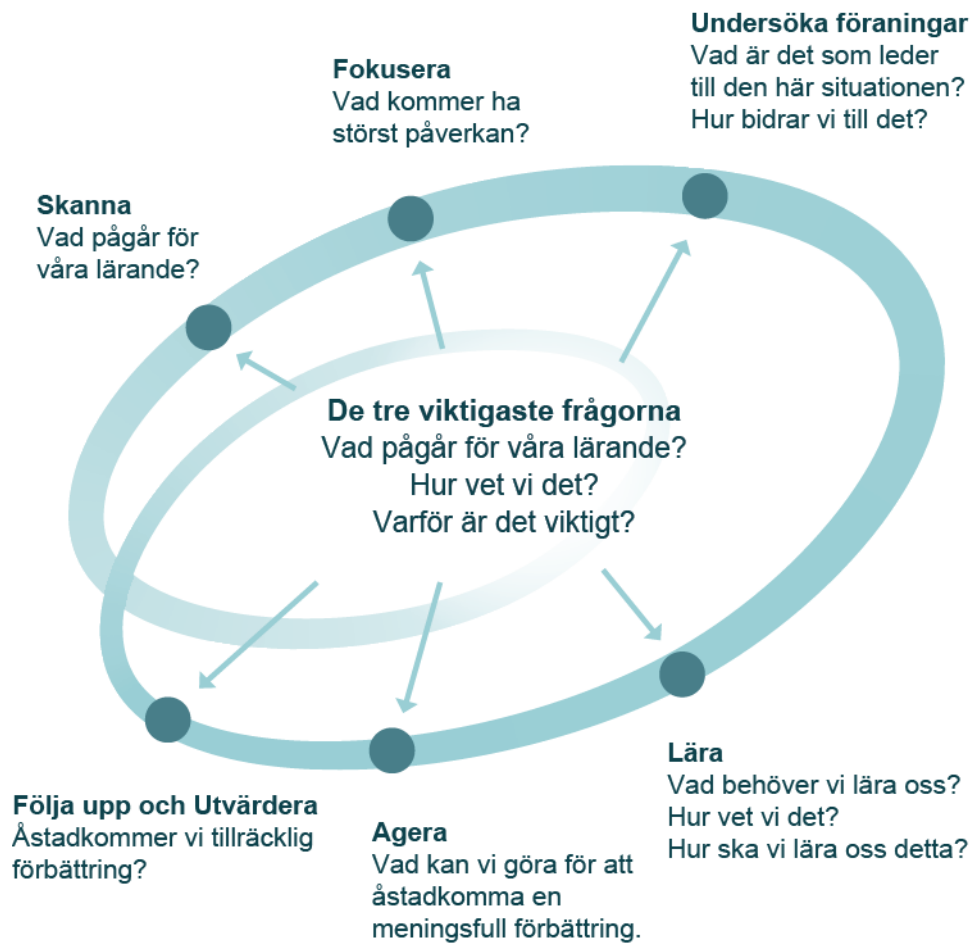 Undersöka föraningar
Vad är det som leder
till den här situationen?
Hur bidrar vi till det?
Fokusera
Vad kommer ha
störst påverkan?
Skanna
Vad pågår för
våra lärande?
De tre viktigaste frågorna
Vad pågår för våra lärande?
Hur vet vi det?
Varför är det viktigt?
Lära
Vad behöver vi lära oss?
Hur vet vi det?
Hur ska vi lära oss detta?
Följa upp och Utvärdera
Åstadkommer vi tillräcklig
förbättring?
Agera
Vad kan vi göra för att
åstadkomma en
meningsfull förbättring.